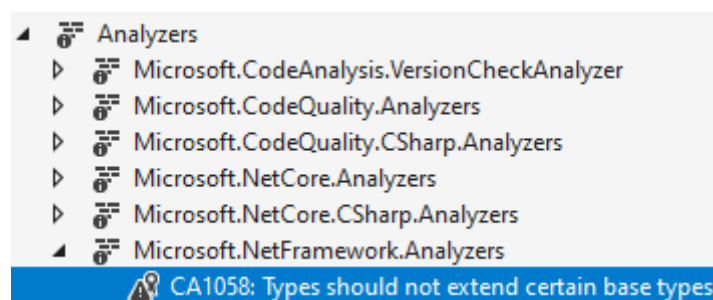 Analyzers
Microsoft.CodeAnalysis.VersionCheckAnalyzer
Microsoft.CodeQuality.Analyzers
Microsoft.CodeQuality.CSharp.Analyzers
Microsoft.NetCore.Analyzers
Microsoft.NetCore.CSharp.Analyzers
Microsoft.NetFramework.Analyzers
CA1058: Types should not extend certain base types